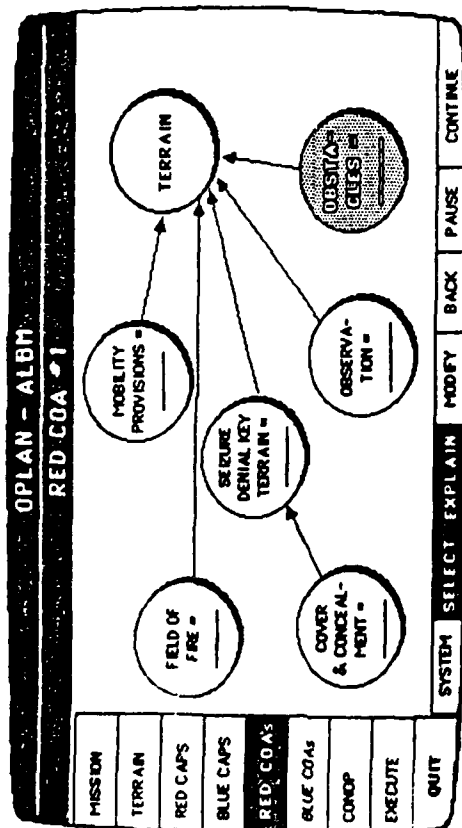 OPLAN - ALBM
RED COA #1
MISSION
TERRAIN
RED CAPS
BLUE CAPS
RED COAs
BLUE COAs
CONOP
EXECUTE
QUIT
FIELD OF
FIRE =
MOBILITY
PROVISIONS =
TERRAIN
SEIZURE
DENIAL KEY
TERRAIN =
COVER
& CONCEAL-
MENT =
OBSERVA-
TION =
OBSTA-
CLES =
SYSTEM
SELECT
EXPLAIN
MODIFY
BACK
PAUSE
CONTINUE